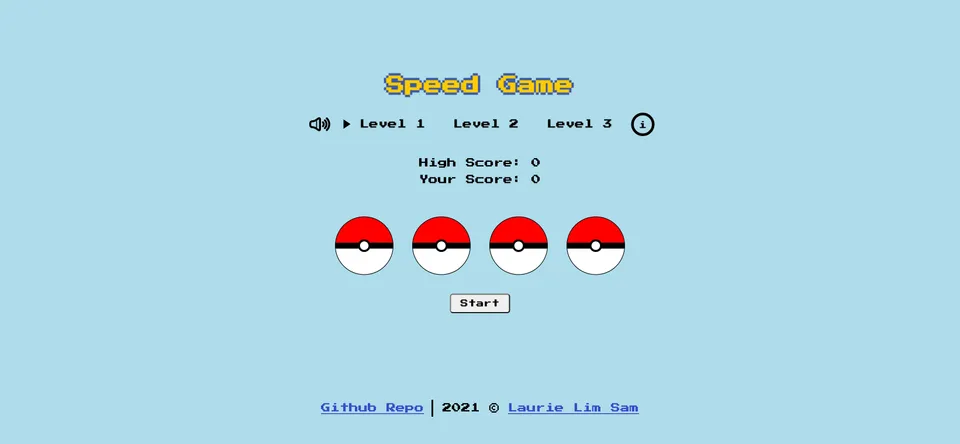 Speed Game
Level 1 Level 2 Level 3 i
High Score: 0
Your Score: 0
Start
Github Repo | 2021 © Laurie Lim Sam